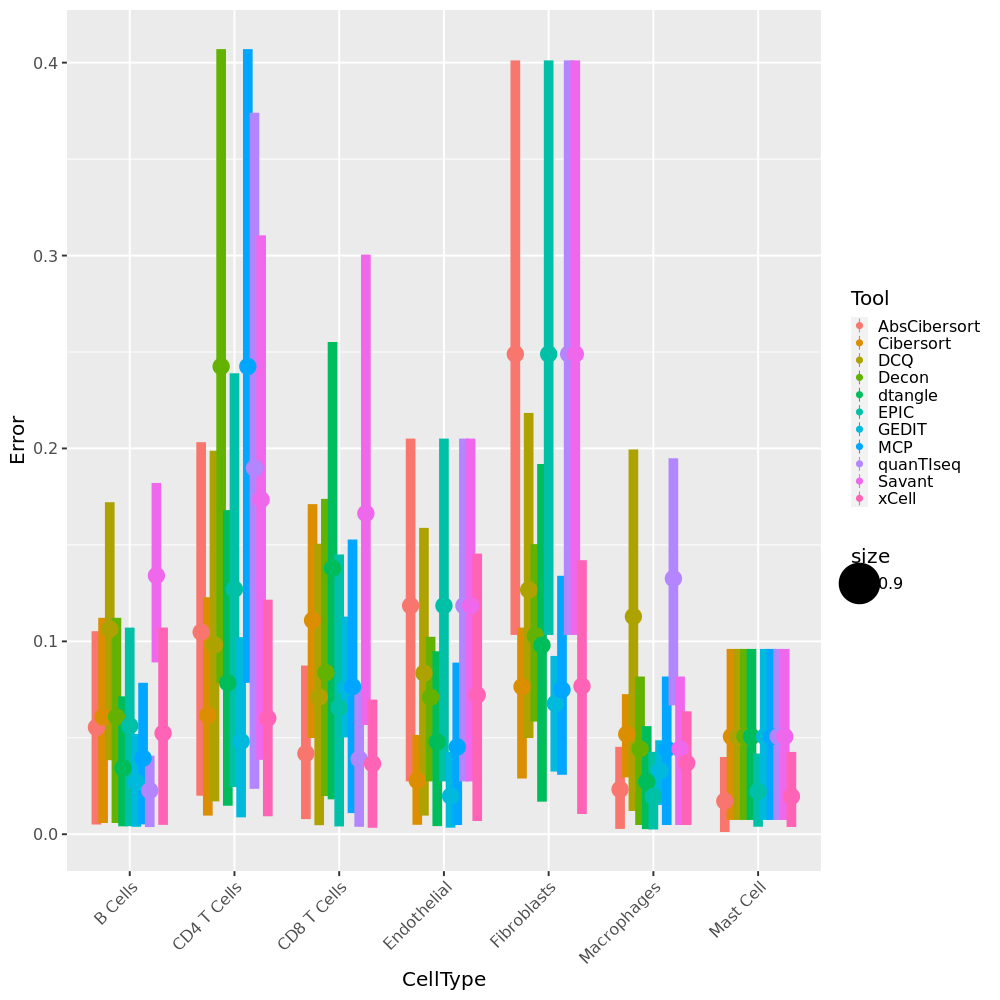 0.4
0.3
0.2
0.1
0.0
Error
B Cells
CD4 T Cells
CD8 T Cells
Endothelial
Fibroblasts
Macrophages
Mast Cell
CellType
Tool
AbsCibersort
Cibersort
DCQ
Decon
dtangle
EPIC
GEDIT
MCP
quanTIseq
Savant
xCell
size
0.9